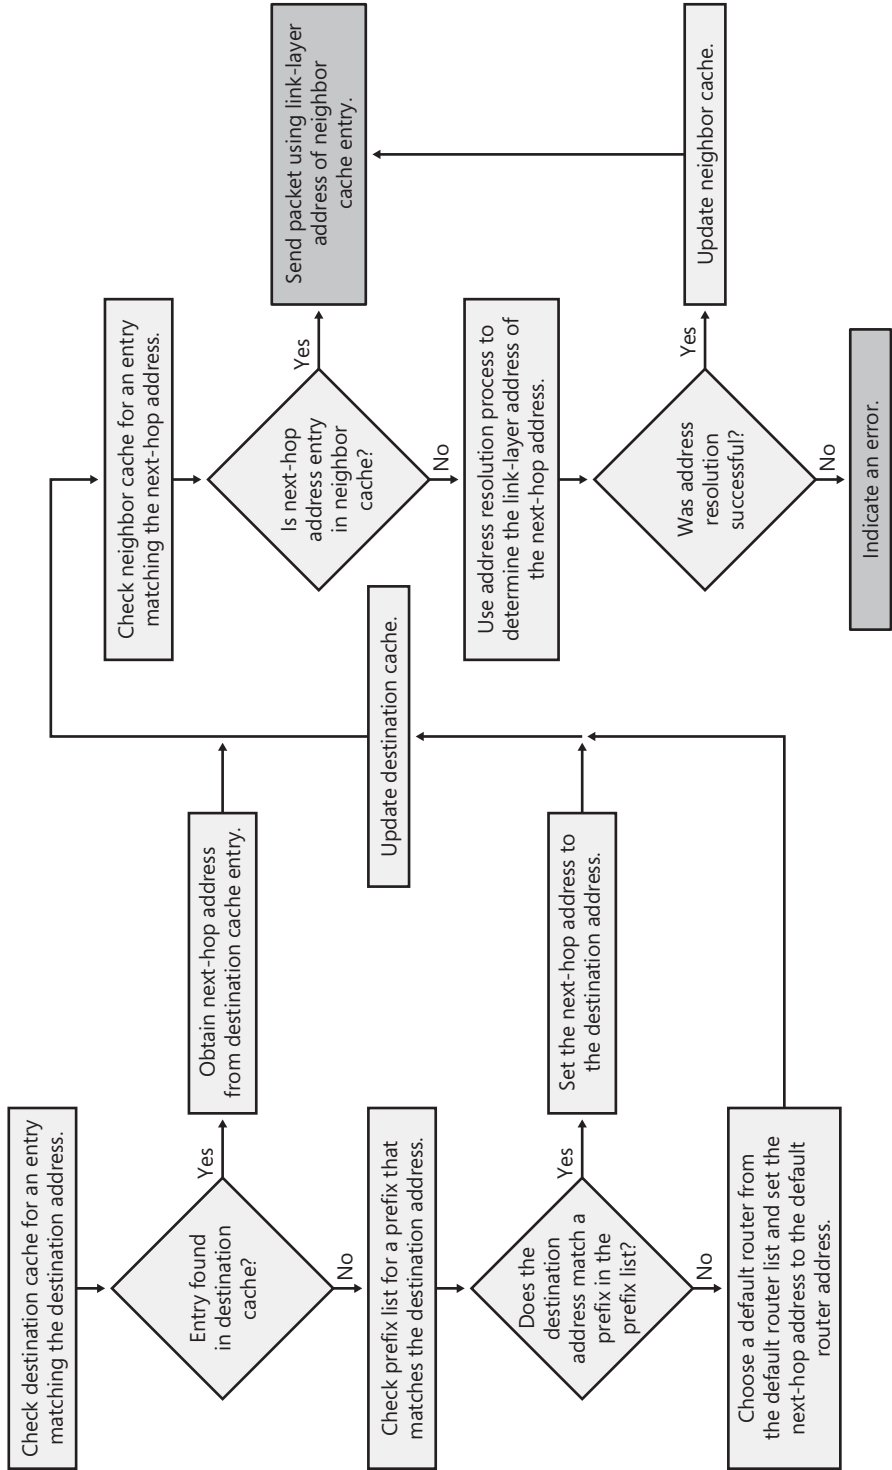 Check destination cache for an entry
matching the destination address.
Entry found
in destination
cache?
Yes
Obtain next-hop address
from destination cache entry.
No
Check prefix list for a prefix that
matches the destination address.
Does the
destination
address match a
prefix in the
prefix list?
Yes
Set the next-hop address to
the destination address.
No
Choose a default router from
the default router list and set the
next-hop address to the default
router address.
Update destination cache.
Check neighbor cache for an entry
matching the next-hop address.
Is next-hop
address entry
in neighbor
cache?
Yes
Send packet using link-layer
address of neighbor
cache entry.
No
Use address resolution process to
determine the link-layer address of
the next-hop address.
Was address
resolution
successful?
Yes
Update neighbor cache.
No
Indicate an error.